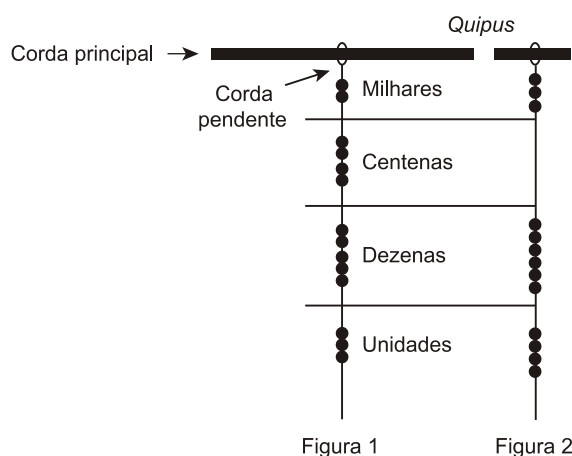 Quipus
Corda principal
Corda
pendente
Milhares
Centenas
Dezenas
Unidades
Figura 1
Figura 2